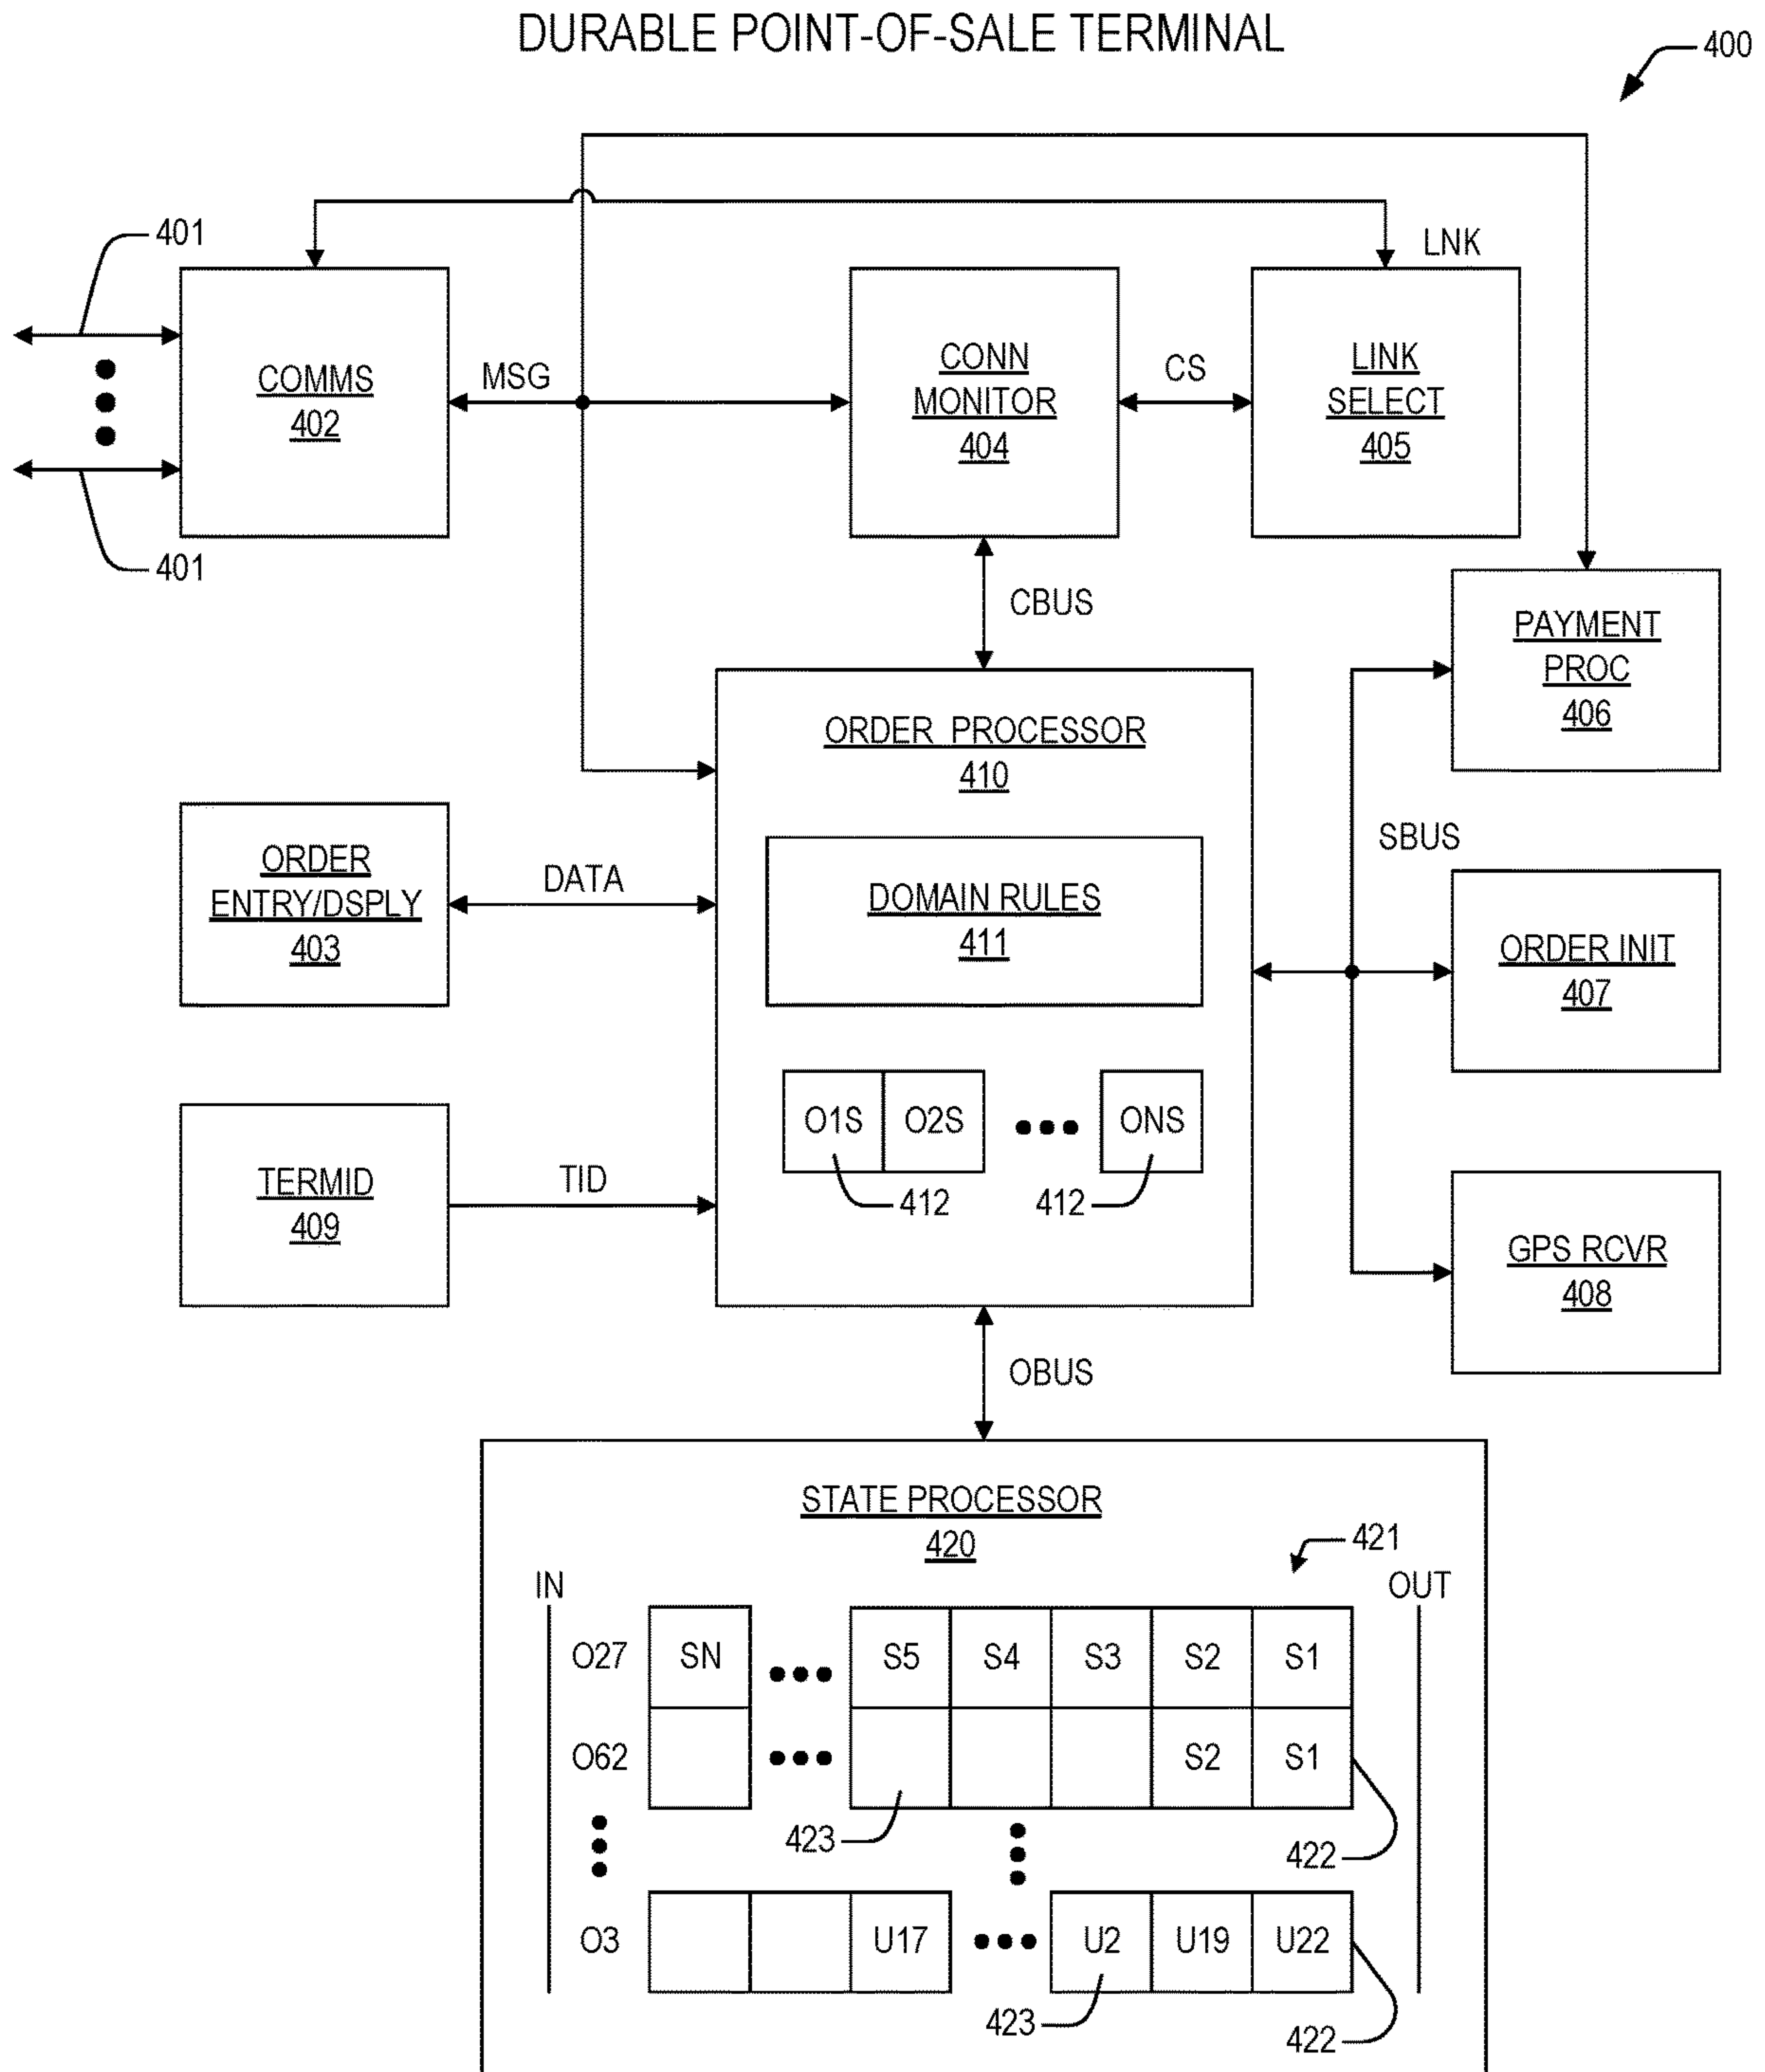 DURABLE POINT-OF-SALE TERMINAL
400
401
LNK
COMMS
402
MSG
CONN
MONITOR
404
CS
LINK
SELECT
405
401
CBUS
PAYMENT
PROC
406
ORDER PROCESSOR
410
SBUS
ORDER
ENTRY/DSPLY
403
DATA
DOMAIN RULES
411
ORDER INIT
407
O1S O2S ONS
412 412
TERMID
409
TID
GPS RCVR
408
OBUS
STATE PROCESSOR
420
421
IN OUT
O27 SN S5 S4 S3 S2 S1
O62 S2 S1
423
422
O3 U17 U2 U19 U22
423
422